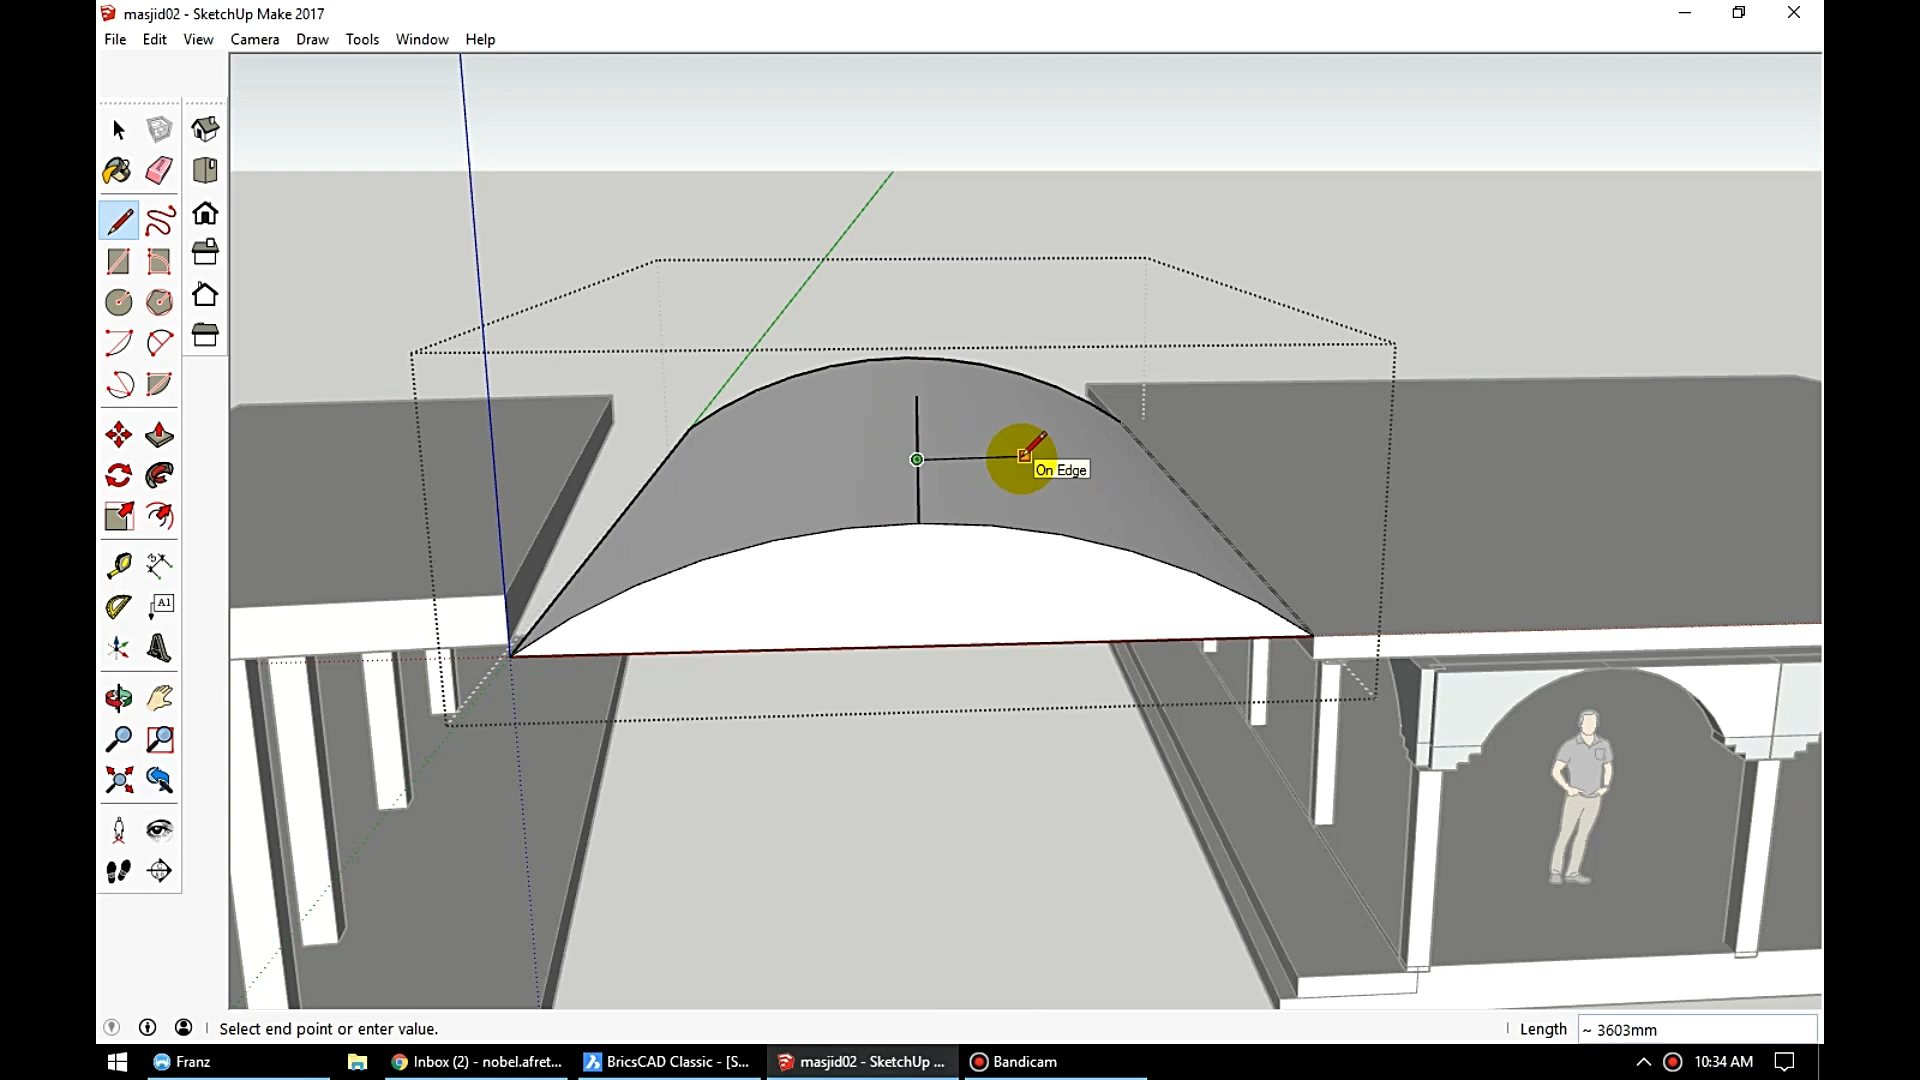 masjid02 - SketchUp Make 2017
File Edit View Camera Draw Tools Window Help
On Edge
A1
Select end point or enter value.
Length ~ 3603mm
Franz Inbox (2) - nobel.afret... BricsCAD Classic - [S... masjid02 - SketchUp ... Bandicam 10:34 AM